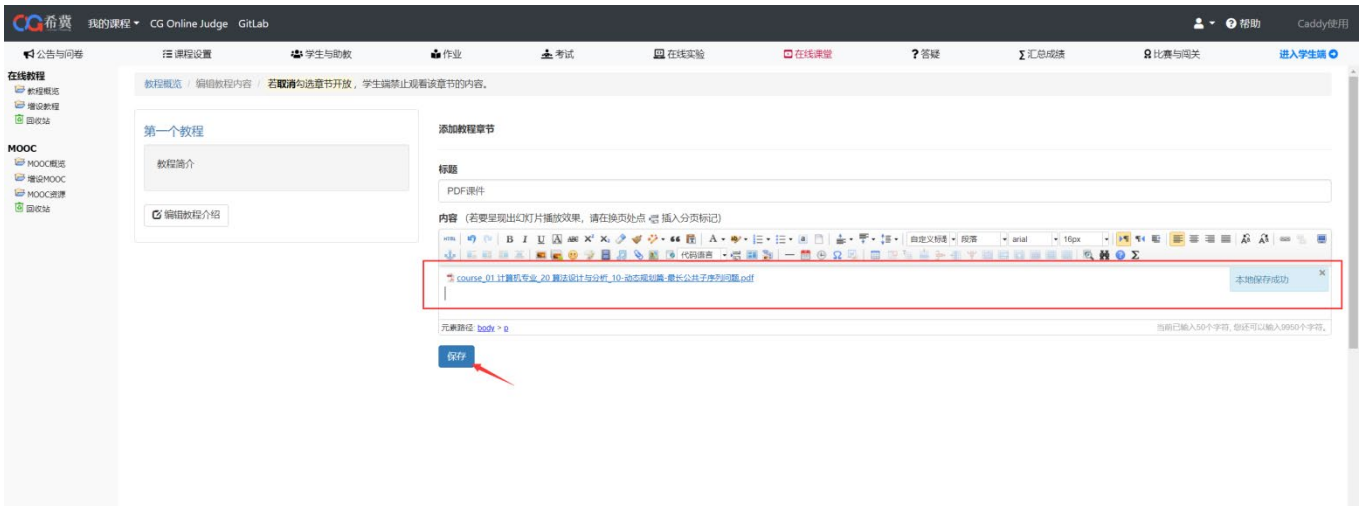 CG希冀 我的课程 CG Online Judge GitLab 帮助 Caddy使用
公告与问卷 课程设置 学生与助教 作业 考试 在线实验 在线课堂 答疑 汇总成绩 比赛与闯关 进入学生端
在线教程
教程概览
增设教程
回收站
MOOC
MOOC概览
增设MOOC
MOOC资源
回收站
教程概览 / 编辑教程内容 / 若取消勾选章节开放，学生端禁止观看该章节的内容。
第一个教程
教程简介
编辑教程介绍
添加教程章节
标题
PDF课件
内容（若要呈现出幻灯片播放效果，请在换页处点 插入分页标记）
HTML B I U A ABC X² X₂ A 自定义标题 段落 arial 16px
代码语言 Ω Σ
course_01 计算机专业_20 算法设计与分析_10-动态规划篇-最长公共子序列问题.pdf
本地保存成功 ×
元素路径: body > p
当前已输入50个字符, 您还可以输入9950个字符。
保存